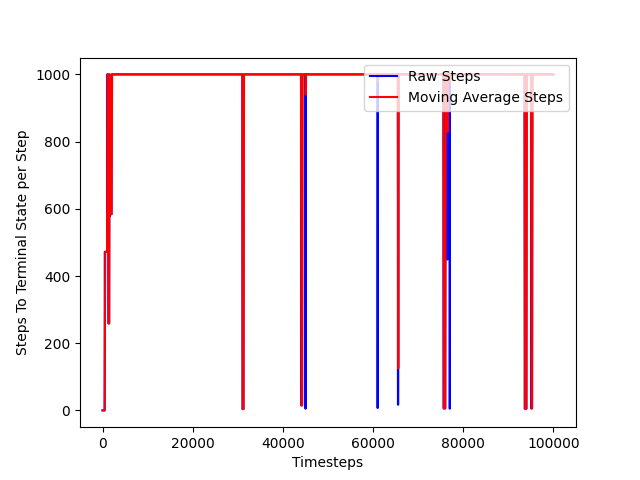 Raw Steps
Moving Average Steps
1000
800
600
400
200
0
Steps To Terminal State per Step
0 20000 40000 60000 80000 100000
Timesteps